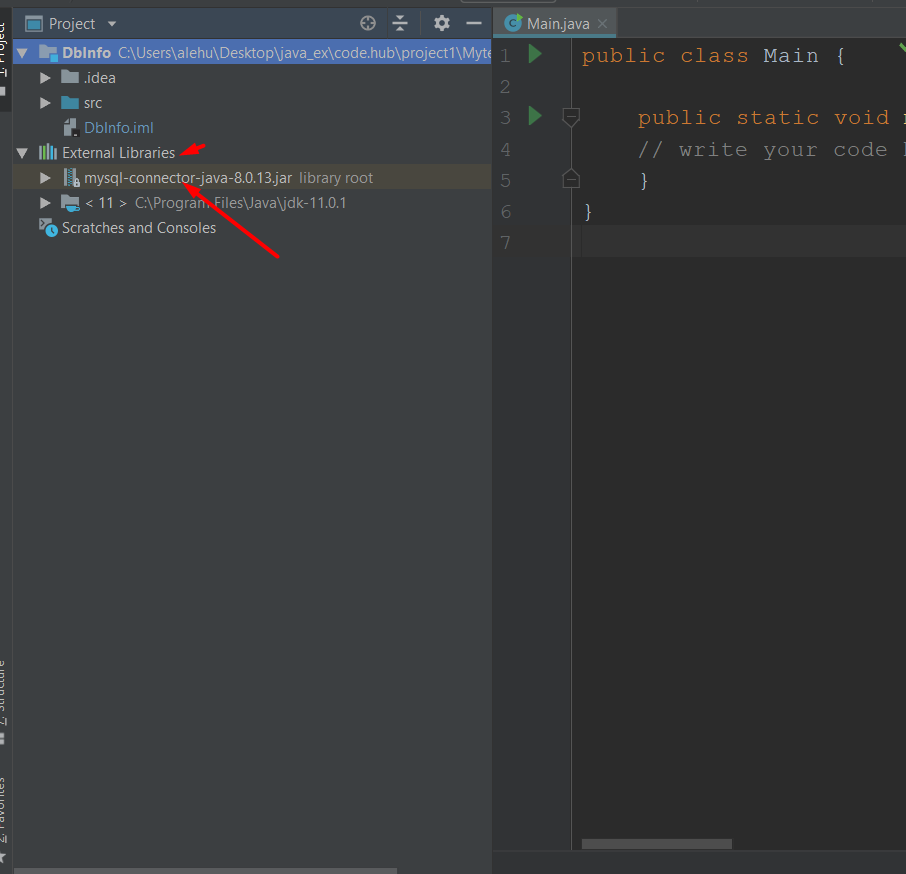 Project
DbInfo C:\Users\alehu\Desktop\java_ex\code.hub\project1\Myte
.idea
src
DbInfo.iml
External Libraries
mysql-connector-java-8.0.13.jar library root
< 11 > C:\Program Files\Java\jdk-11.0.1
Scratches and Consoles
Main.java
1 public class Main {
2
3 public static void
4 // write your code
5 }
6 }
7
1: Project
7: Structure
2: Favorites